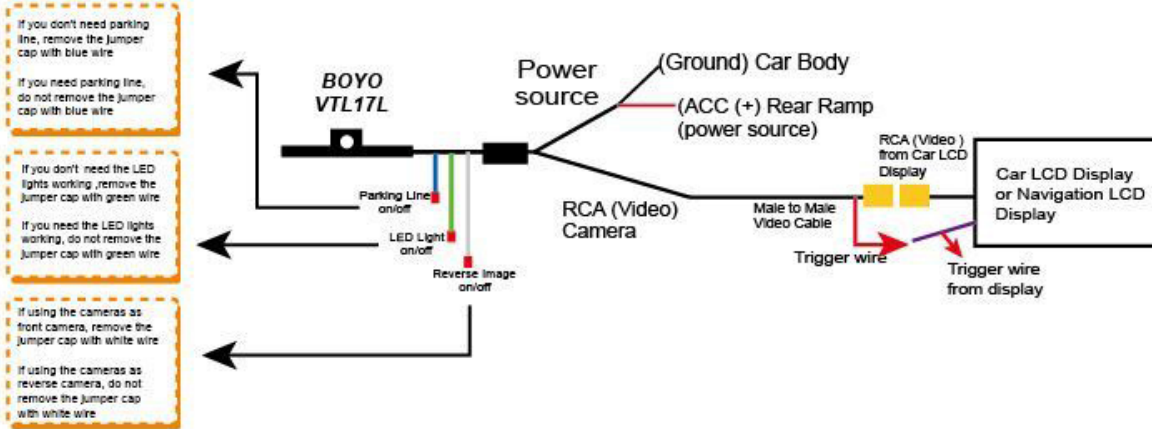 If you don't need parking
line, remove the jumper
cap with blue wire
If you need parking line,
do not remove the jumper
cap with blue wire
If you don't need the LED
lights working ,remove the
jumper cap with green wire
If you need the LED lights
working, do not remove the
jumper cap with green wire
If using the cameras as
front camera, remove the
jumper cap with white wire
If using the cameras as
reverse camera, do not
remove the jumper cap
with white wire
BOYO
VTL17L
Parking Line
on/off
LED Light
on/off
Reverse Image
on/off
Power
source
(Ground) Car Body
(ACC (+) Rear Ramp
(power source)
RCA (Video)
Camera
Male to Male
Video Cable
RCA (Video )
from Car LCD
Display
Trigger wire
Trigger wire
from display
Car LCD Display
or Navigation LCD
Display